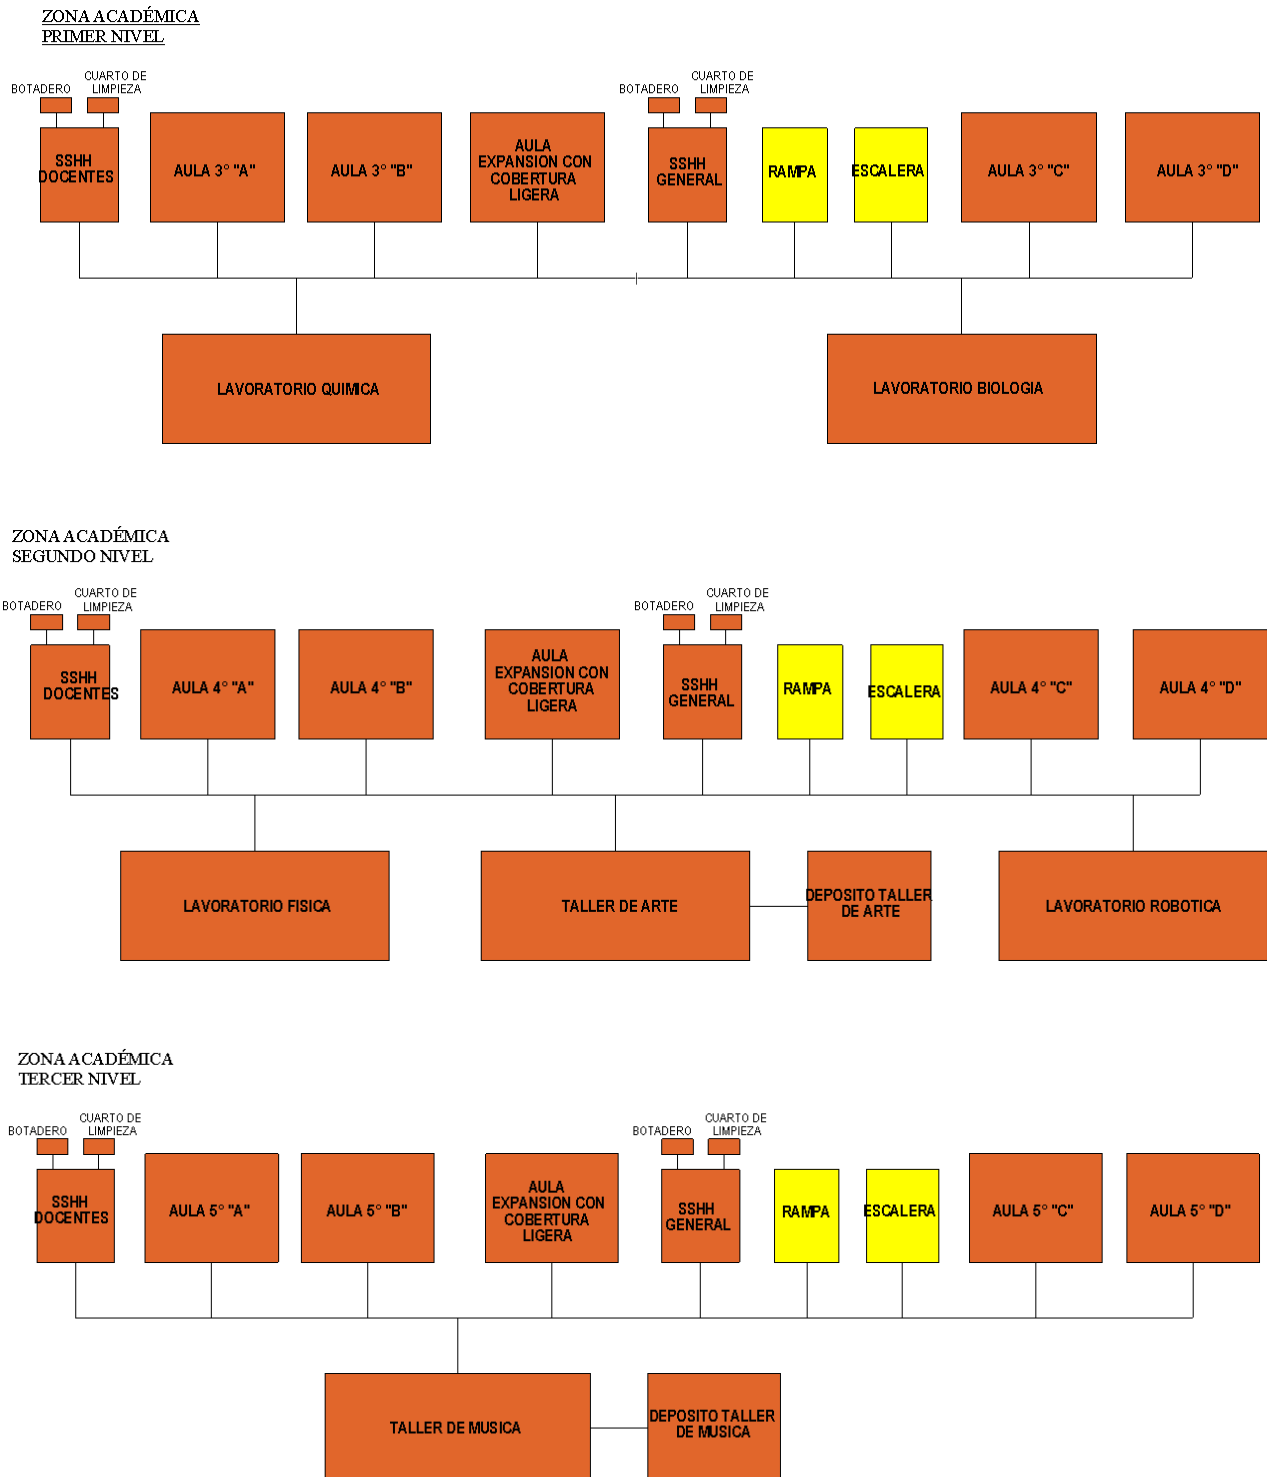 ZONA ACADÉMICA
PRIMER NIVEL
BOTADERO
CUARTO DE
LIMPIEZA
BOTADERO
CUARTO DE
LIMPIEZA
SSHH
DOCENTES
AULA 3° "A"
AULA 3° "B"
AULA
EXPANSION CON
COBERTURA
LIGERA
SSHH
GENERAL
RAMPA
ESCALERA
AULA 3° "C"
AULA 3° "D"
LAVORATORIO QUIMICA
LAVORATORIO BIOLOGIA
ZONA ACADÉMICA
SEGUNDO NIVEL
BOTADERO
CUARTO DE
LIMPIEZA
BOTADERO
CUARTO DE
LIMPIEZA
SSHH
DOCENTES
AULA 4° "A"
AULA 4° "B"
AULA
EXPANSION CON
COBERTURA
LIGERA
SSHH
GENERAL
RAMPA
ESCALERA
AULA 4° "C"
AULA 4° "D"
LAVORATORIO FISICA
TALLER DE ARTE
DEPOSITO TALLER
DE ARTE
LAVORATORIO ROBOTICA
ZONA ACADÉMICA
TERCER NIVEL
BOTADERO
CUARTO DE
LIMPIEZA
BOTADERO
CUARTO DE
LIMPIEZA
SSHH
DOCENTES
AULA 5° "A"
AULA 5° "B"
AULA
EXPANSION CON
COBERTURA
LIGERA
SSHH
GENERAL
RAMPA
ESCALERA
AULA 5° "C"
AULA 5° "D"
TALLER DE MUSICA
DEPOSITO TALLER
DE MUSICA